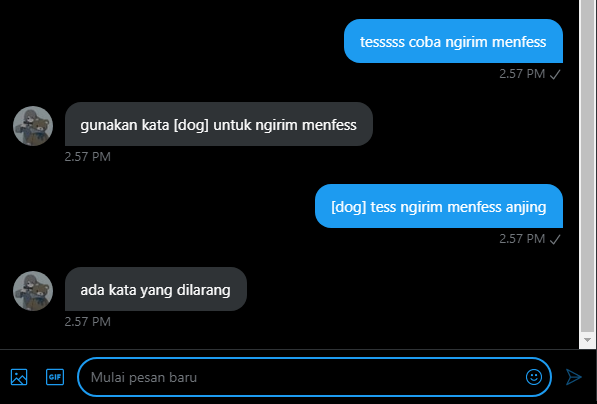 tesssss coba ngirim menfess
2.57 PM
gunakan kata [dog] untuk ngirim menfess
2.57 PM
[dog] tess ngirim menfess anjing
2.57 PM
ada kata yang dilarang
2.57 PM
GIF
Mulai pesan baru